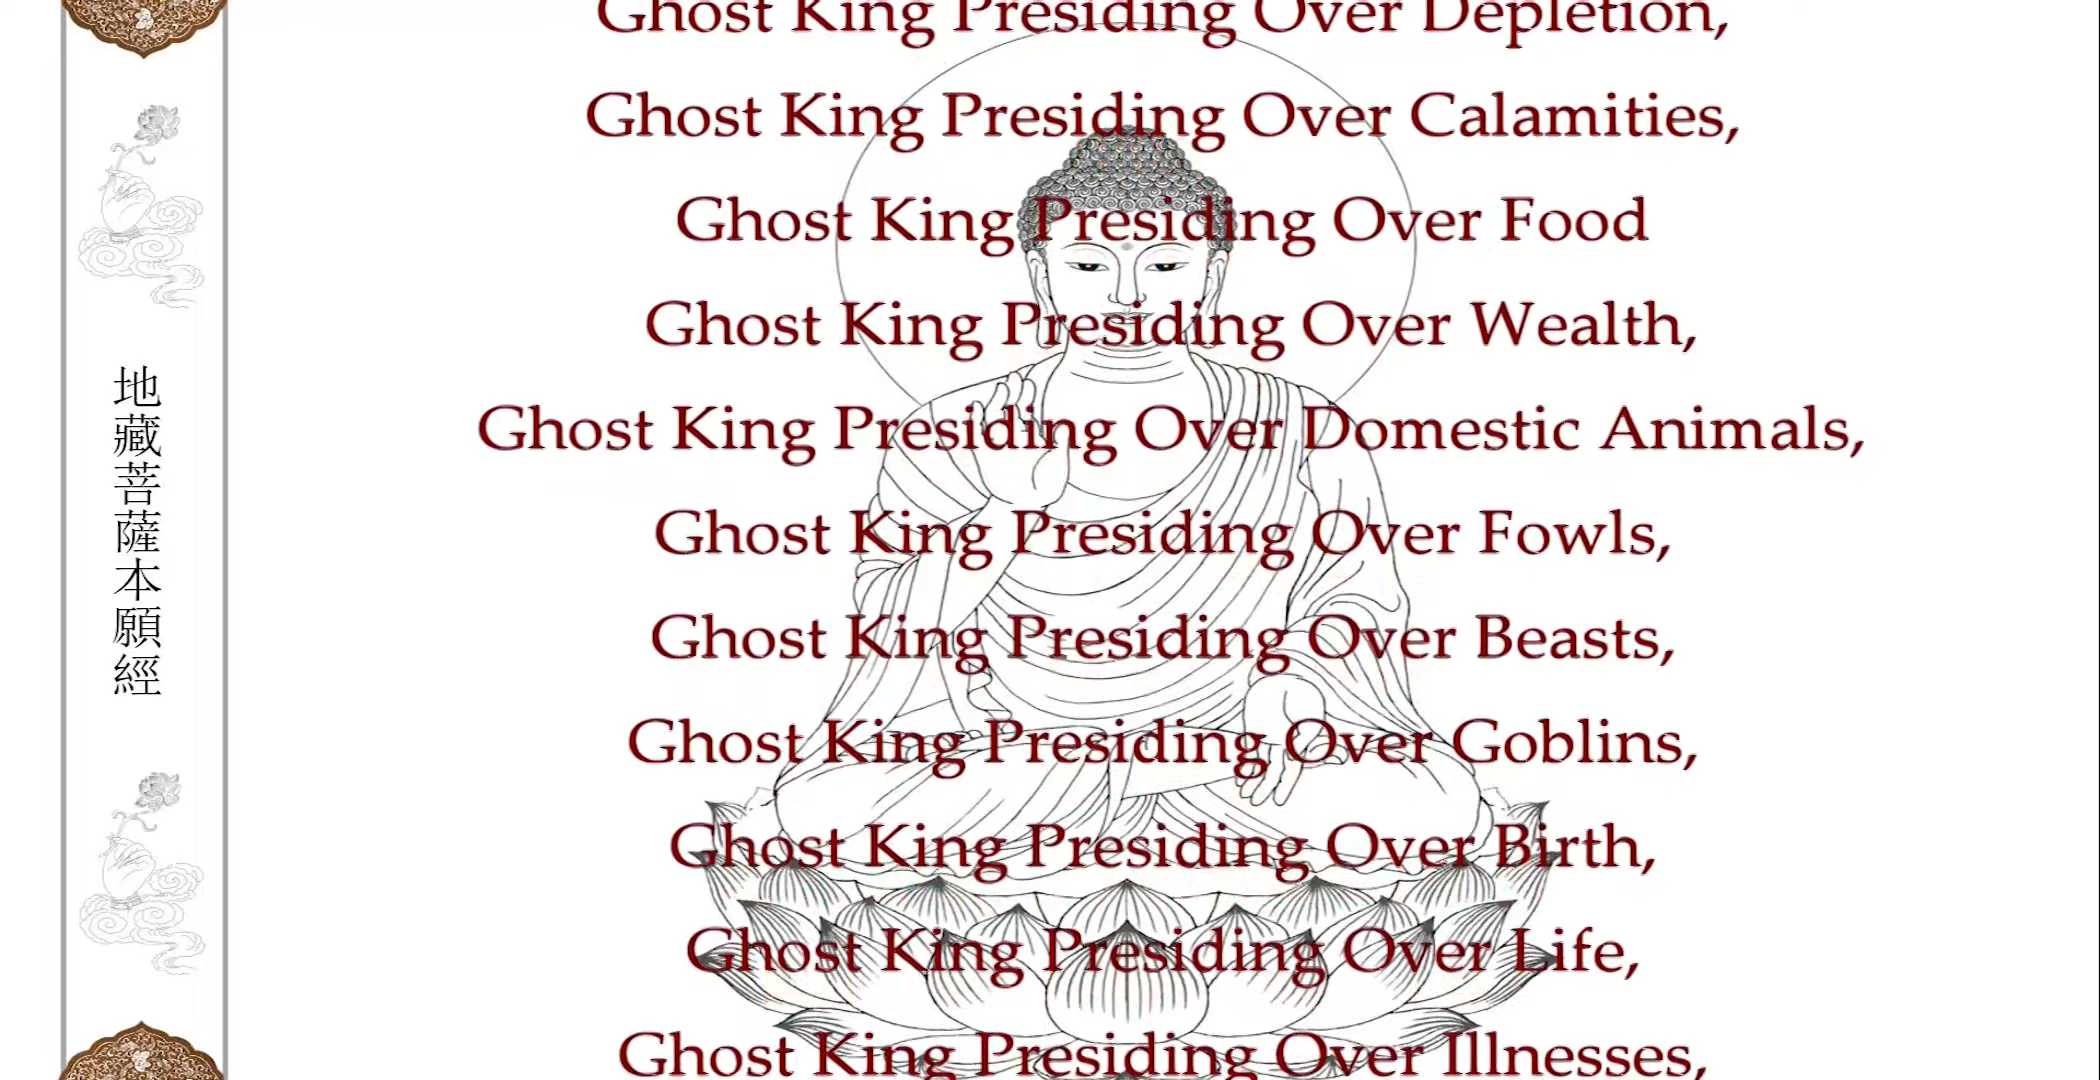 地藏菩薩本願經
Ghost King Presiding Over Depletion,
Ghost King Presiding Over Calamities,
Ghost King Presiding Over Food
Ghost King Presiding Over Wealth,
Ghost King Presiding Over Domestic Animals,
Ghost King Presiding Over Fowls,
Ghost King Presiding Over Beasts,
Ghost King Presiding Over Goblins,
Ghost King Presiding Over Birth,
Ghost King Presiding Over Life,
Ghost King Presiding Over Illnesses,